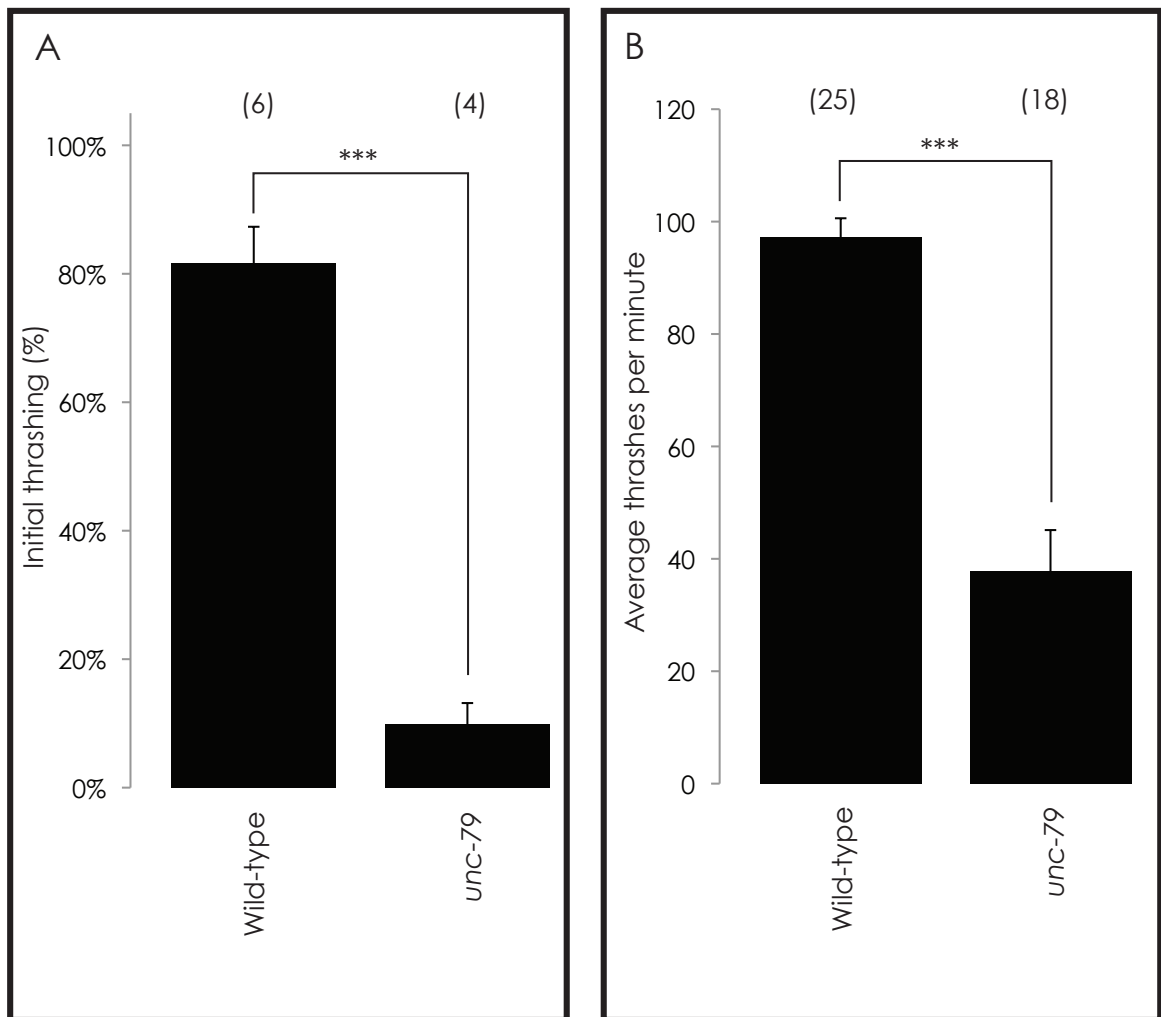 A
(6)
(4)
***
100%
80%
60%
40%
20%
0%
Initial thrashing (%)
Wild-type
unc-79
B
(25)
(18)
***
120
100
80
60
40
20
0
Average thrashes per minute
Wild-type
unc-79